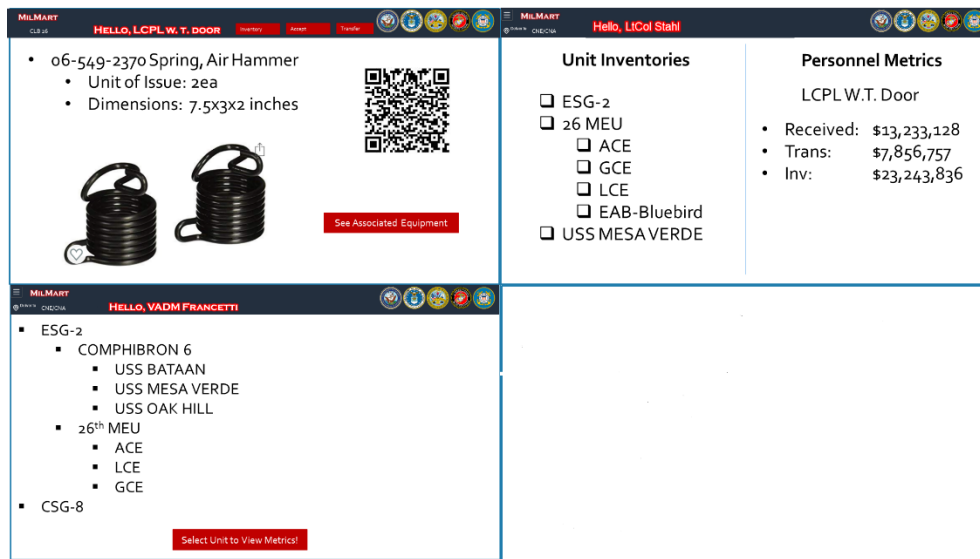 MILMART
CLB 26
HELLO, LCPL W. T. DOOR
Inventory
Accept
Transfer
• 06-549-2370 Spring, Air Hammer
• Unit of Issue: 2ea
• Dimensions: 7.5x3x2 inches
See Associated Equipment
MILMART
CNE/CNA
Hello, LtCol Stahl
Unit Inventories
ESG-2
26 MEU
ACE
GCE
LCE
EAB-Bluebird
USS MESA VERDE
Personnel Metrics
LCPL W.T. Door
• Received: $13,233,128
• Trans: $7,856,757
• Inv: $23,243,836
MILMART
CNE/CNA
HELLO, VADM FRANCETTI
ESG-2
COMPHIBRON 6
USS BATAAN
USS MESA VERDE
USS OAK HILL
26th MEU
ACE
LCE
GCE
CSG-8
Select Unit to View Metrics!